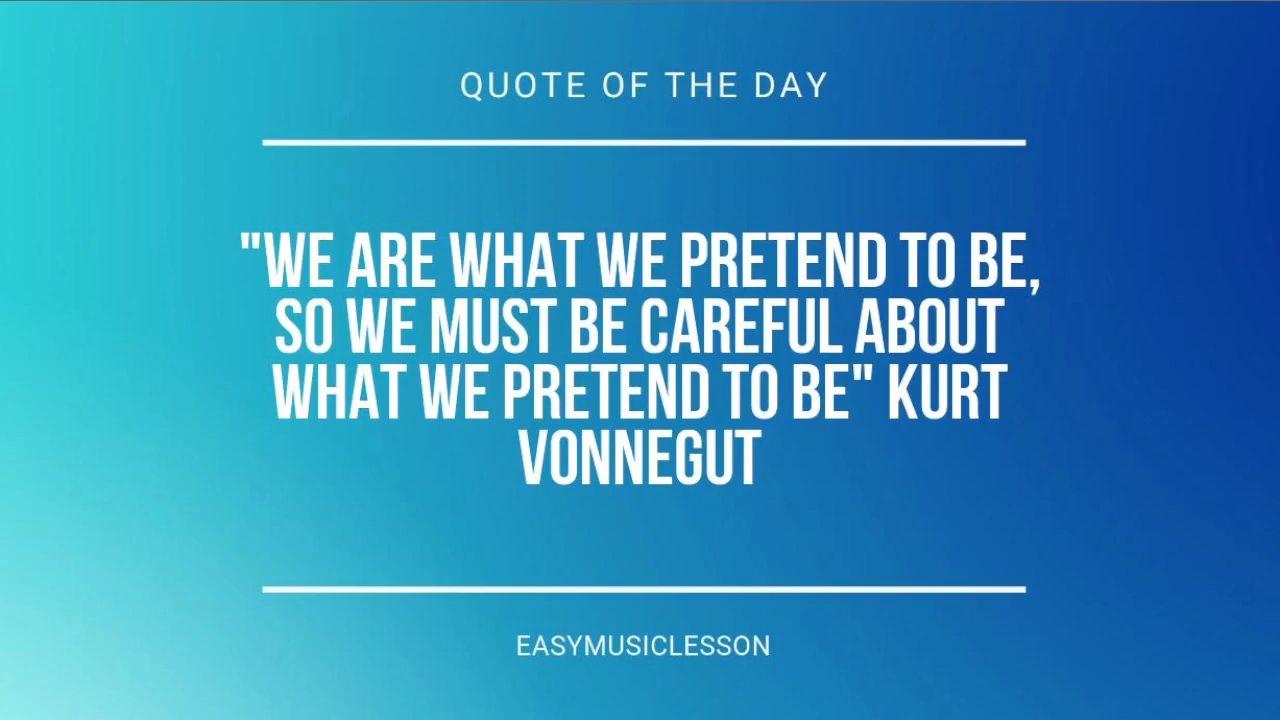 QUOTE OF THE DAY
"WE ARE WHAT WE PRETEND TO BE,
SO WE MUST BE CAREFUL ABOUT
WHAT WE PRETEND TO BE" KURT
VONNEGUT
EASYMUSICLESSON